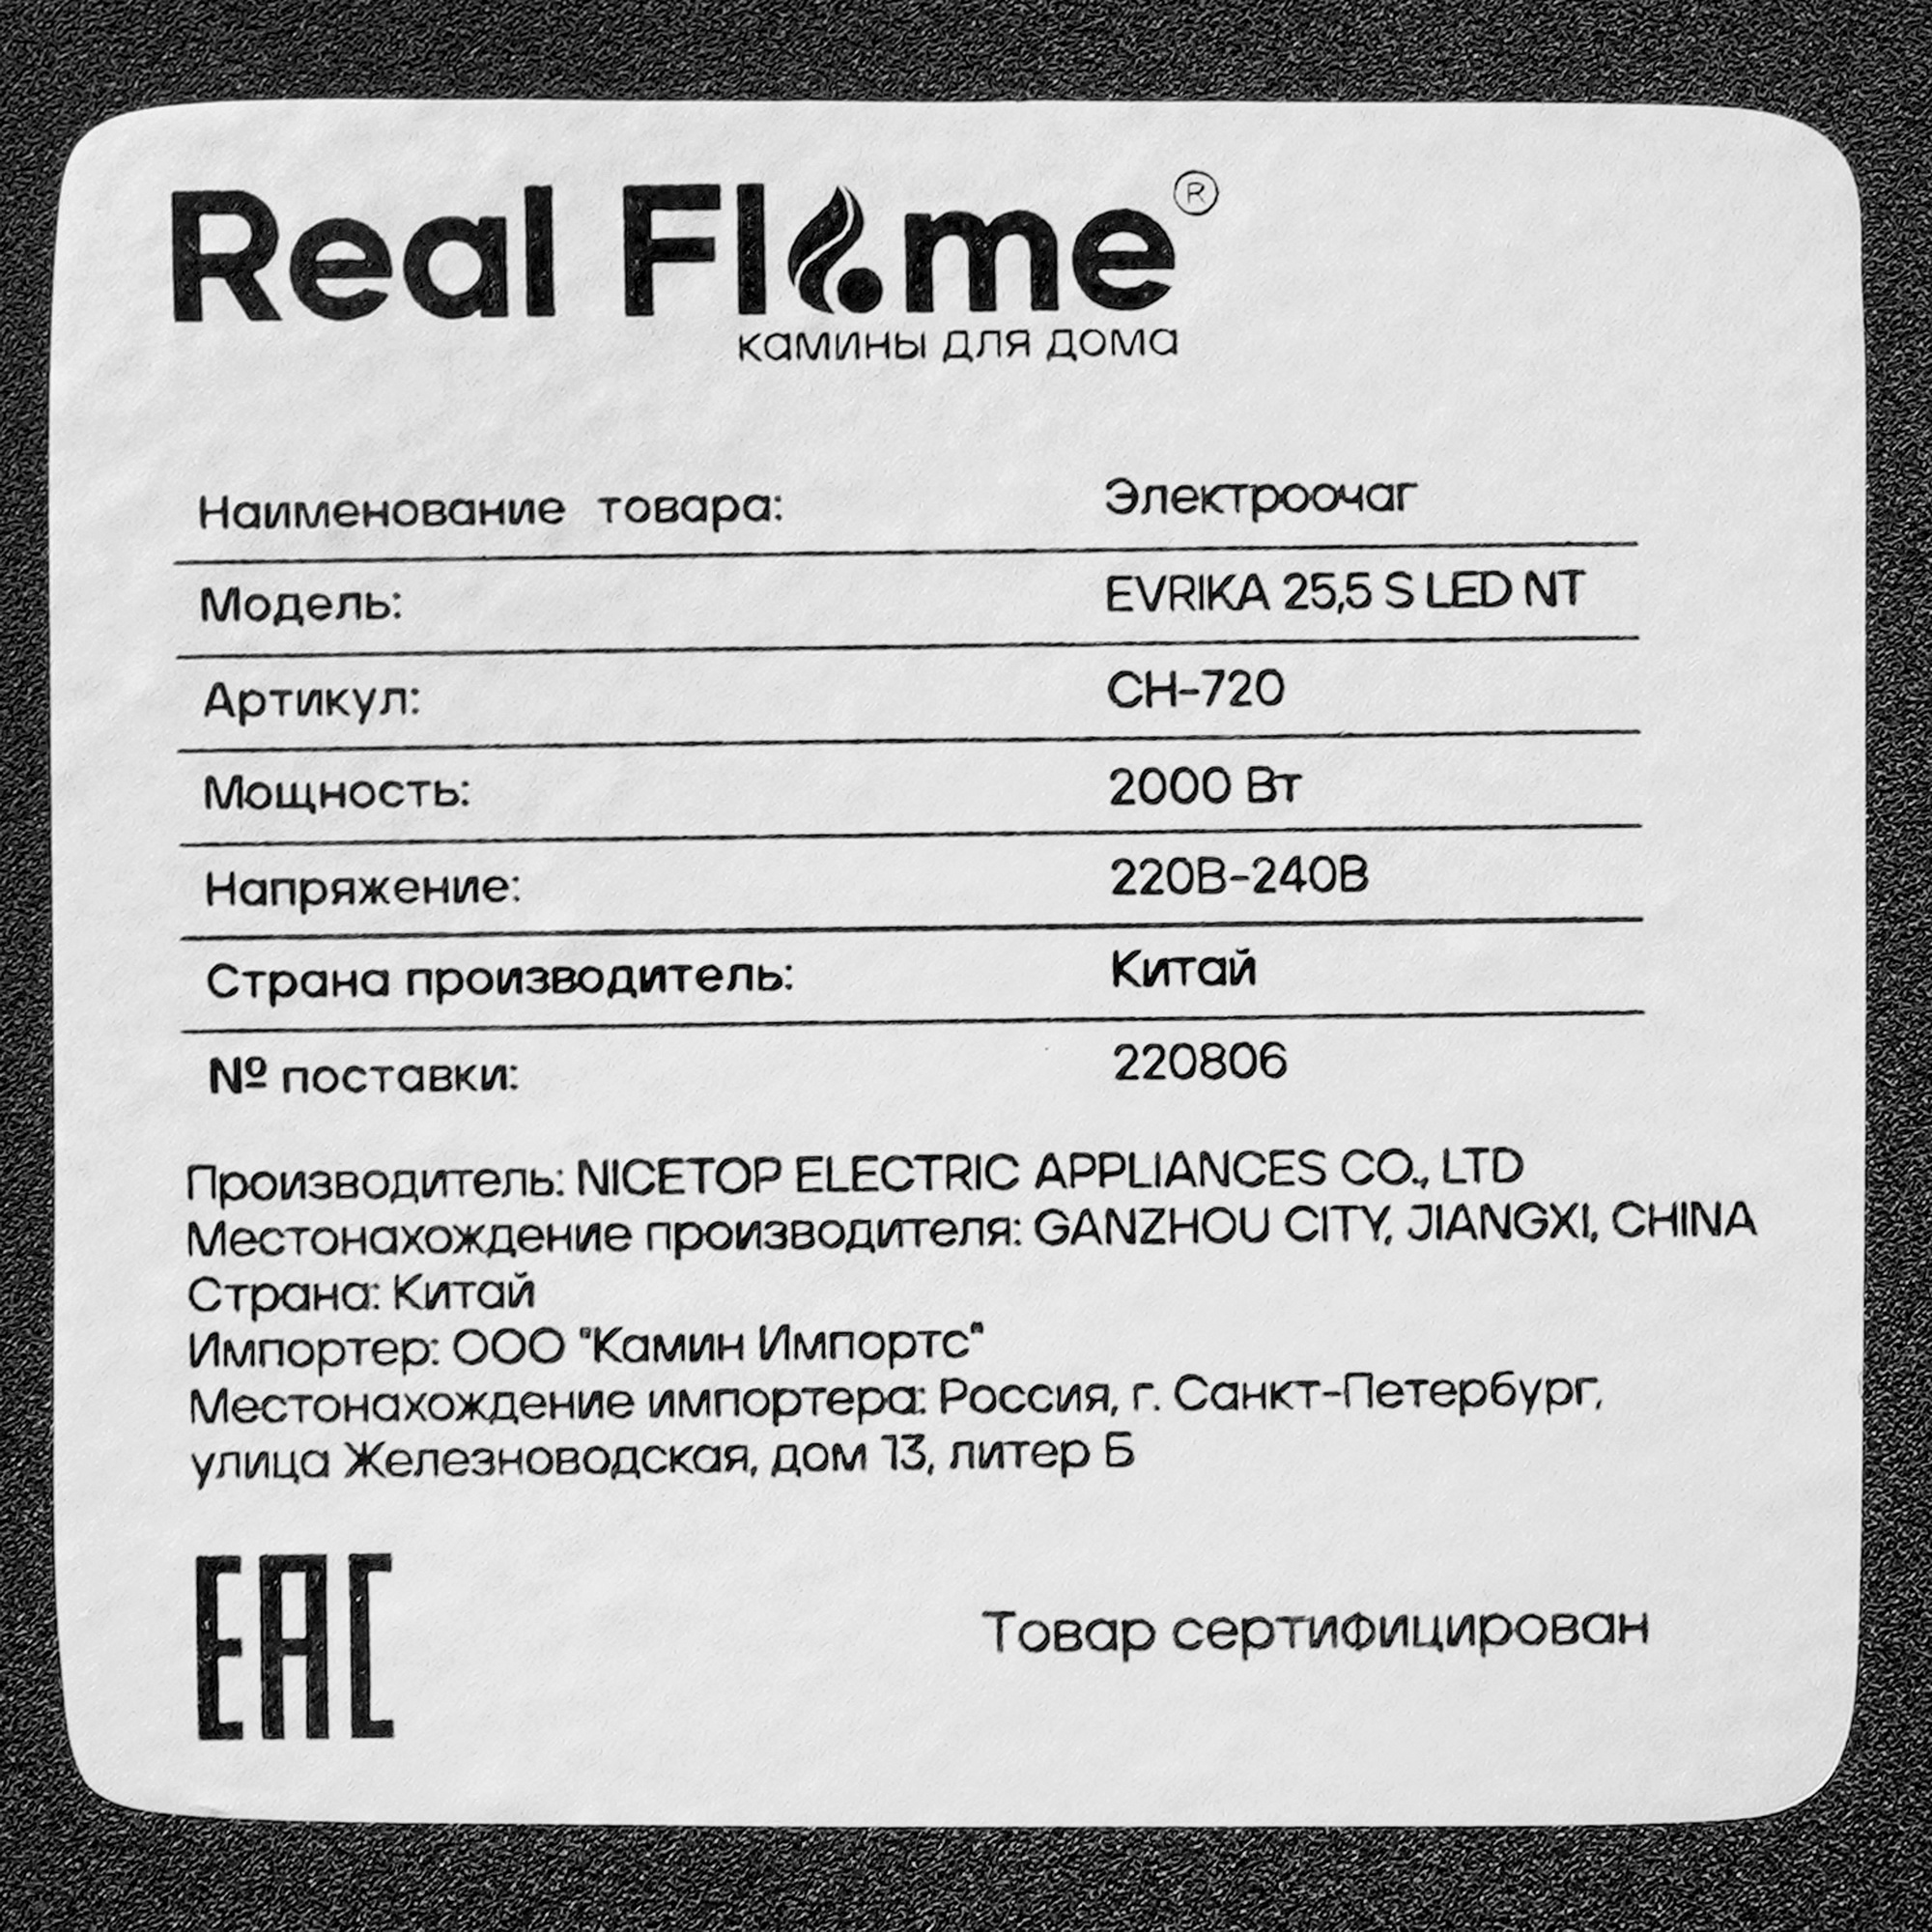 Real Flame®
камины для дома
Наименование товара: Электроочаг
Модель: EVRIKA 25,5 S LED NT
Артикул: CH-720
Мощность: 2000 Вт
Напряжение: 220В-240В
Страна производитель: Китай
№ поставки: 220806
Производитель: NICETOP ELECTRIC APPLIANCES CO., LTD
Местонахождение производителя: GANZHOU CITY, JIANGXI, CHINA
Страна: Китай
Импортер: ООО "Камин Импортс"
Местонахождение импортера: Россия, г. Санкт-Петербург,
улица Железноводская, дом 13, литер Б
EAC
Товар сертифицирован